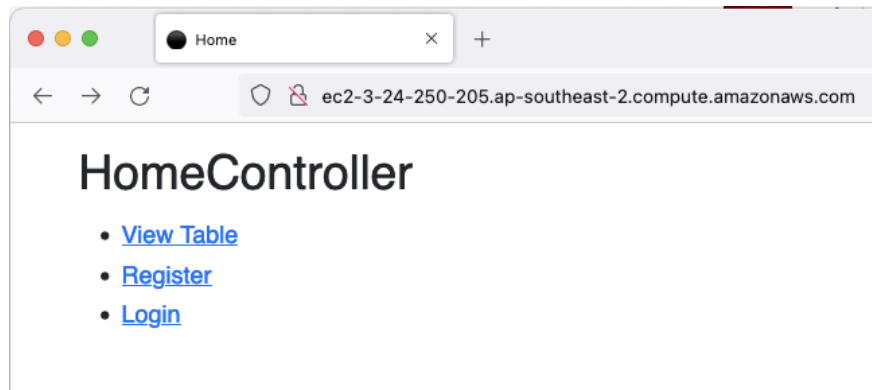 Home
ec2-3-24-250-205.ap-southeast-2.compute.amazonaws.com
HomeController
View Table
Register
Login